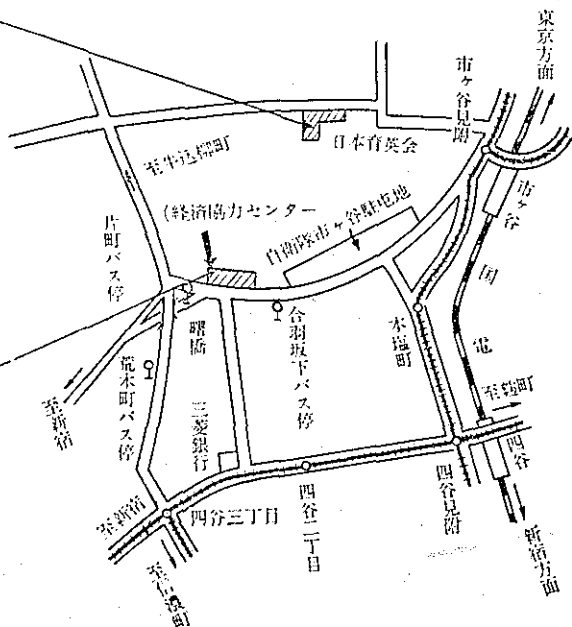 東京方面
市ヶ谷見附
日本育英会
至牛込柳町
(経済協力センター
自衛隊市ヶ谷駐屯地
市ヶ谷
片町バス停
国電
本塩町
合羽坂下バス停
曙橋
荒木町バス停
三菱銀行
至新宿
至麹町
四谷
四谷見附
四谷二丁目
四谷三丁目
至新宿
至信濃町
新宿方面